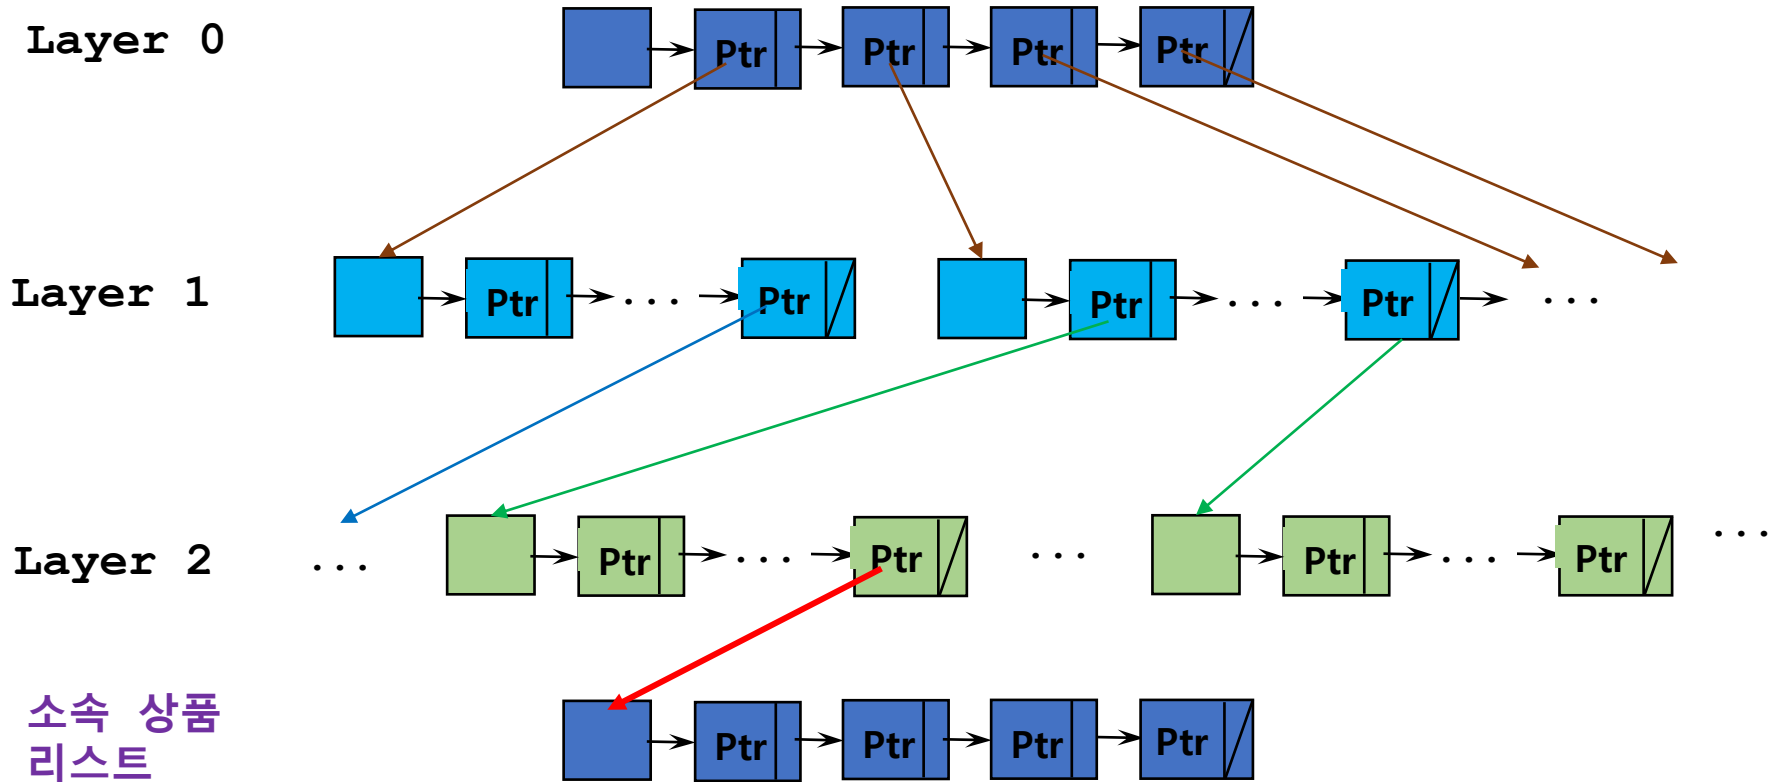 Layer 0
Ptr Ptr Ptr Ptr
Layer 1
Ptr ... Ptr Ptr ... Ptr ...
Layer 2
... Ptr ... Ptr ... Ptr ... Ptr ...
소속 상품
리스트
Ptr Ptr Ptr Ptr